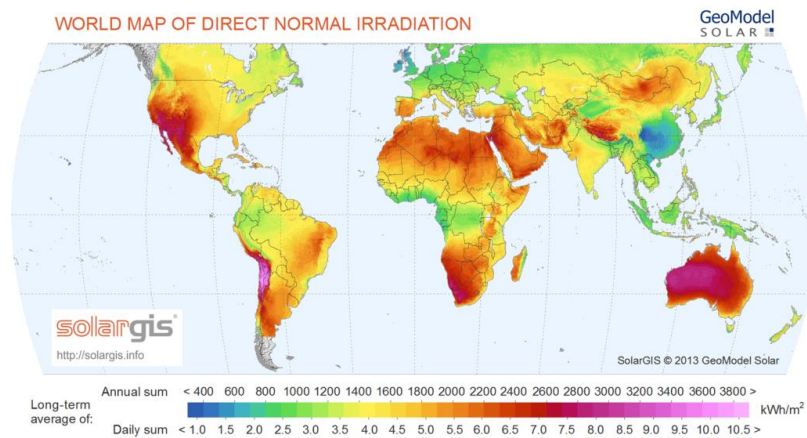 WORLD MAP OF DIRECT NORMAL IRRADIATION
GeoModel
SOLAR
solargis
http://solargis.info
SolarGIS © 2013 GeoModel Solar
Annual sum < 400 600 800 1000 1200 1400 1600 1800 2000 2200 2400 2600 2800 3000 3200 3400 3600 3800 >
Long-term average of:
kWh/m²
Daily sum < 1.0 1.5 2.0 2.5 3.0 3.5 4.0 4.5 5.0 5.5 6.0 6.5 7.0 7.5 8.0 8.5 9.0 9.5 10.0 10.5 >